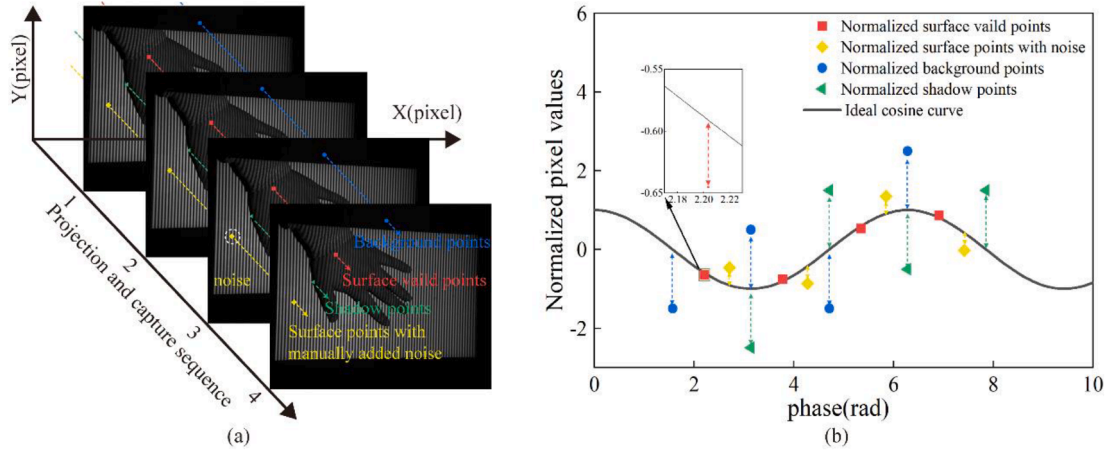 Y(pixel)
X(pixel)
1
2
3
4
Projection and capture sequence
Background points
noise
Surface vaild points
Shadow points
Surface points with
manually added noise
(a)
Normalized surface vaild points
Normalized surface points with noise
Normalized background points
Normalized shadow points
Ideal cosine curve
Normalized pixel values
6
4
2
0
-2
-0.55
-0.60
-0.65
2.18 2.20 2.22
0 2 4 6 8 10
phase(rad)
(b)